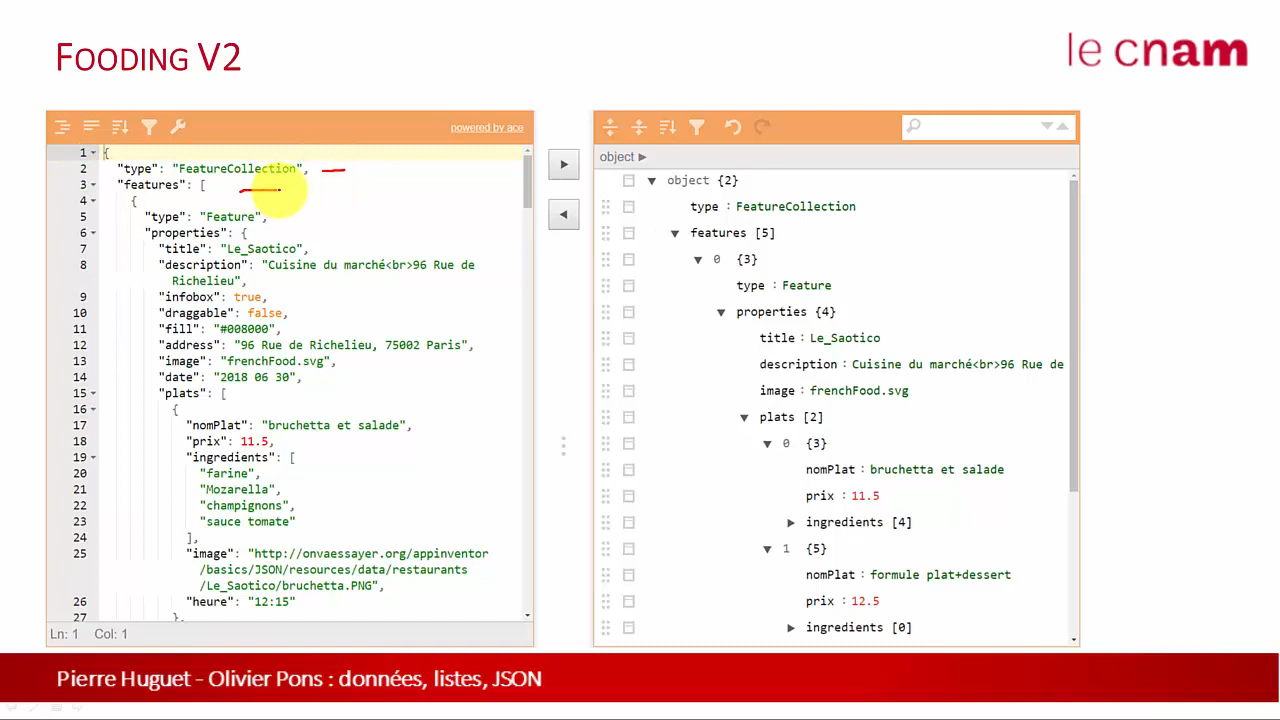 FOODING V2
le cnam
powered by ace
1 {
2 "type": "FeatureCollection",
3 "features": [
4 {
5 "type": "Feature",
6 "properties": {
7 "title": "Le_Saotico",
8 "description": "Cuisine du marché<br>96 Rue de
Richelieu",
9 "infobox": true,
10 "draggable": false,
11 "fill": "#008000",
12 "address": "96 Rue de Richelieu, 75002 Paris",
13 "image": "frenchFood.svg",
14 "date": "2018 06 30",
15 "plats": [
16 {
17 "nomPlat": "bruchetta et salade",
18 "prix": 11.5,
19 "ingredients": [
20 "farine",
21 "Mozarella",
22 "champignons",
23 "sauce tomate"
24 ],
25 "image": "http://onvaessayer.org/appinventor
/basics/JSON/resources/data/restaurants
/Le_Saotico/bruchetta.PNG",
26 "heure": "12:15"
27 },
Ln: 1 Col: 1
object ►
object {2}
type : FeatureCollection
features [5]
0 {3}
type : Feature
properties {4}
title : Le_Saotico
description : Cuisine du marché<br>96 Rue de
image : frenchFood.svg
plats [2]
0 {3}
nomPlat : bruchetta et salade
prix : 11.5
ingredients [4]
1 {5}
nomPlat : formule plat+dessert
prix : 12.5
ingredients [0]
Pierre Huguet - Olivier Pons : données, listes, JSON